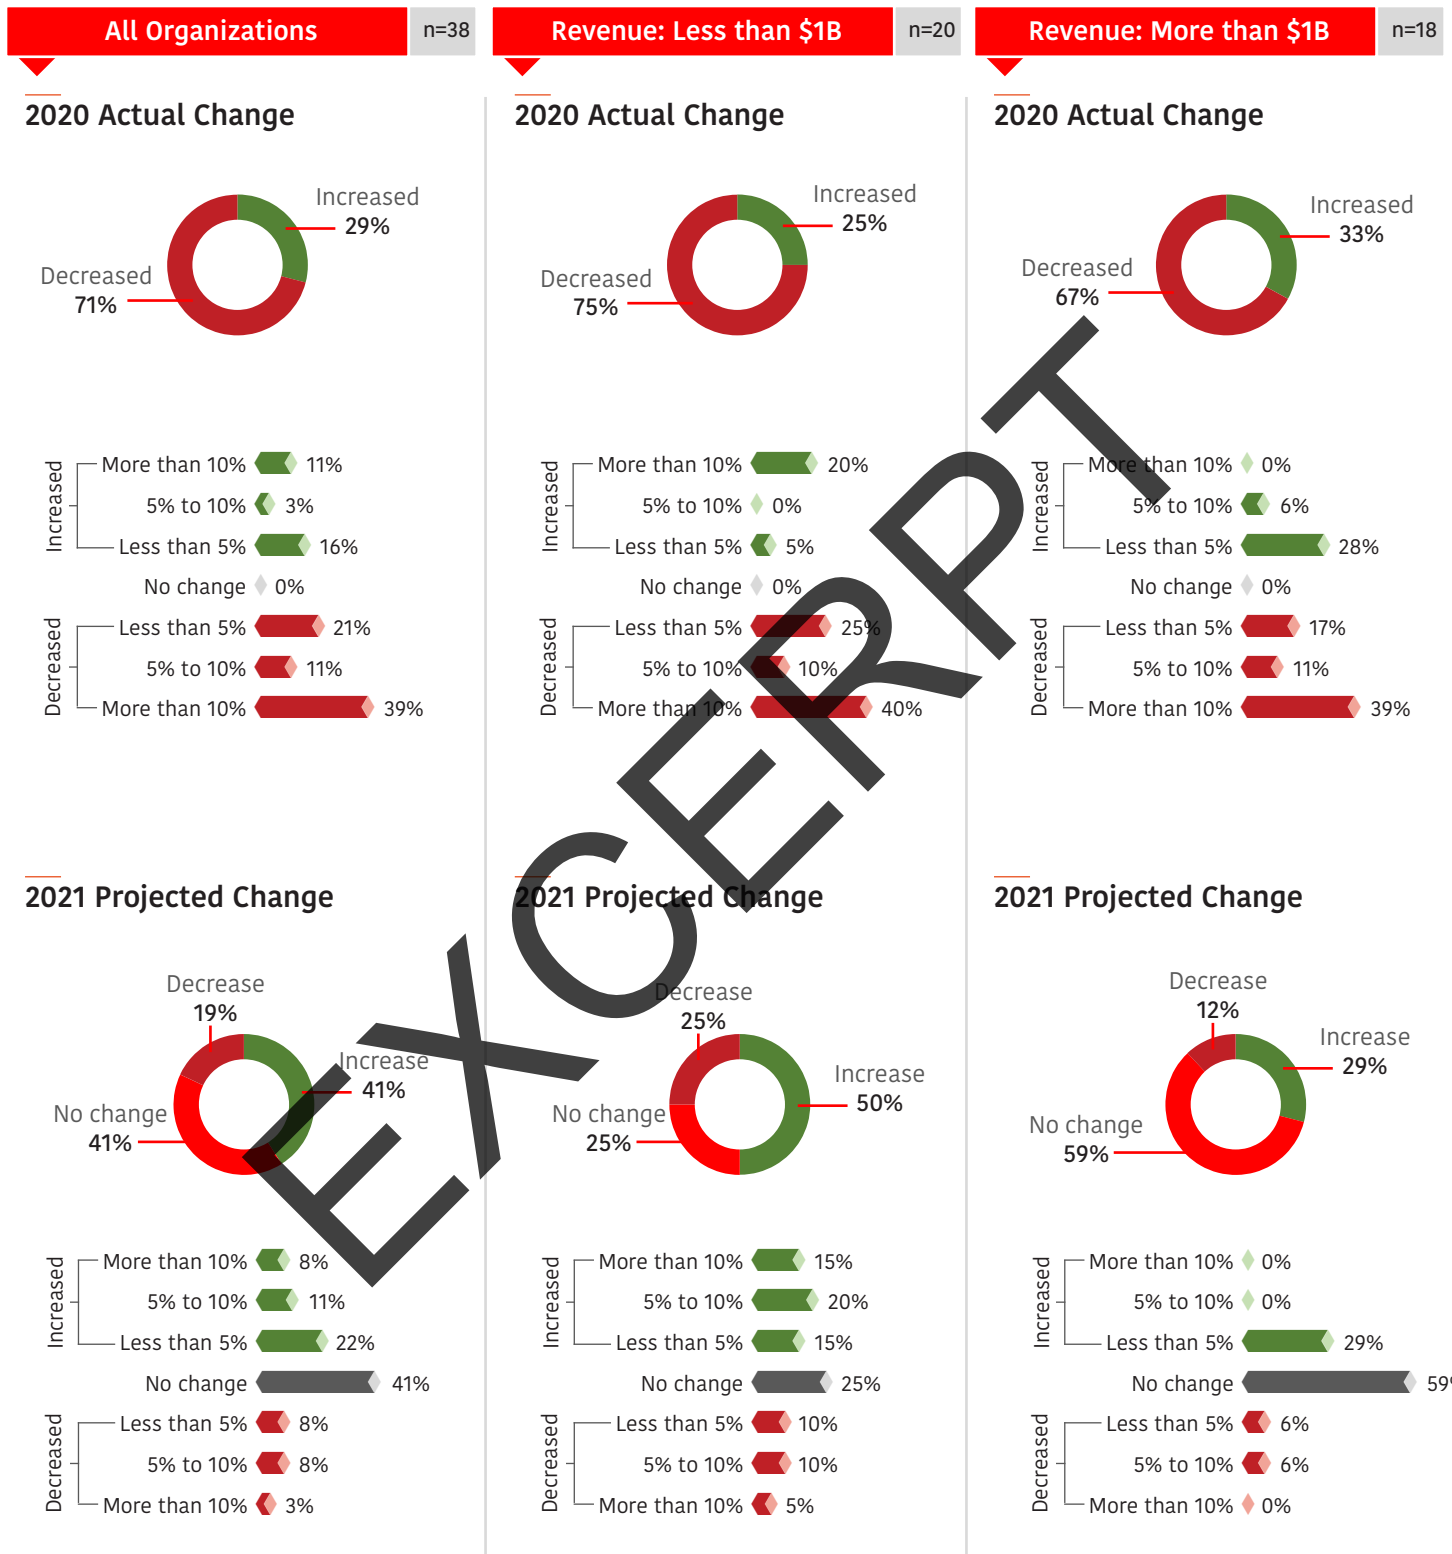 All Organizations
n=38
2020 Actual Change
Increased
29%
Decreased
71%
Increased
More than 10% 11%
5% to 10% 3%
Less than 5% 16%
No change 0%
Decreased
Less than 5% 21%
5% to 10% 11%
More than 10% 39%
2021 Projected Change
Decrease
19%
Increase
41%
No change
41%
Increased
More than 10% 8%
5% to 10% 11%
Less than 5% 22%
No change 41%
Decreased
Less than 5% 8%
5% to 10% 8%
More than 10% 3%
Revenue: Less than $1B
n=20
2020 Actual Change
Increased
25%
Decreased
75%
Increased
More than 10% 20%
5% to 10% 0%
Less than 5% 5%
No change 0%
Decreased
Less than 5% 25%
5% to 10% 10%
More than 10% 40%
2021 Projected Change
Decrease
25%
Increase
50%
No change
25%
Increased
More than 10% 15%
5% to 10% 20%
Less than 5% 15%
No change 25%
Decreased
Less than 5% 10%
5% to 10% 10%
More than 10% 5%
Revenue: More than $1B
n=18
2020 Actual Change
Increased
33%
Decreased
67%
Increased
More than 10% 0%
5% to 10% 6%
Less than 5% 28%
No change 0%
Decreased
Less than 5% 17%
5% to 10% 11%
More than 10% 39%
2021 Projected Change
Decrease
12%
Increase
29%
No change
59%
Increased
More than 10% 0%
5% to 10% 0%
Less than 5% 29%
No change 59%
Decreased
Less than 5% 6%
5% to 10% 6%
More than 10% 0%
EXCERPT